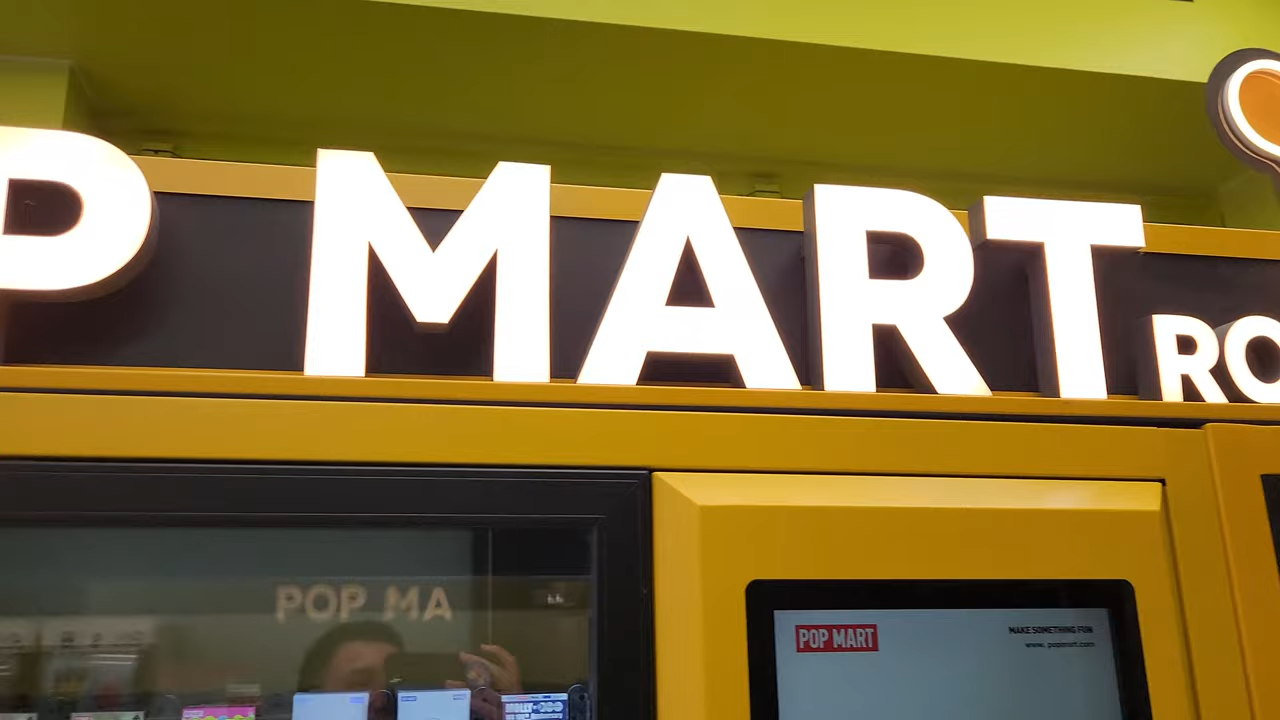 P MART RO
POP MA
POP MART
MAKE SOMETHING FUN
www.popmart.com